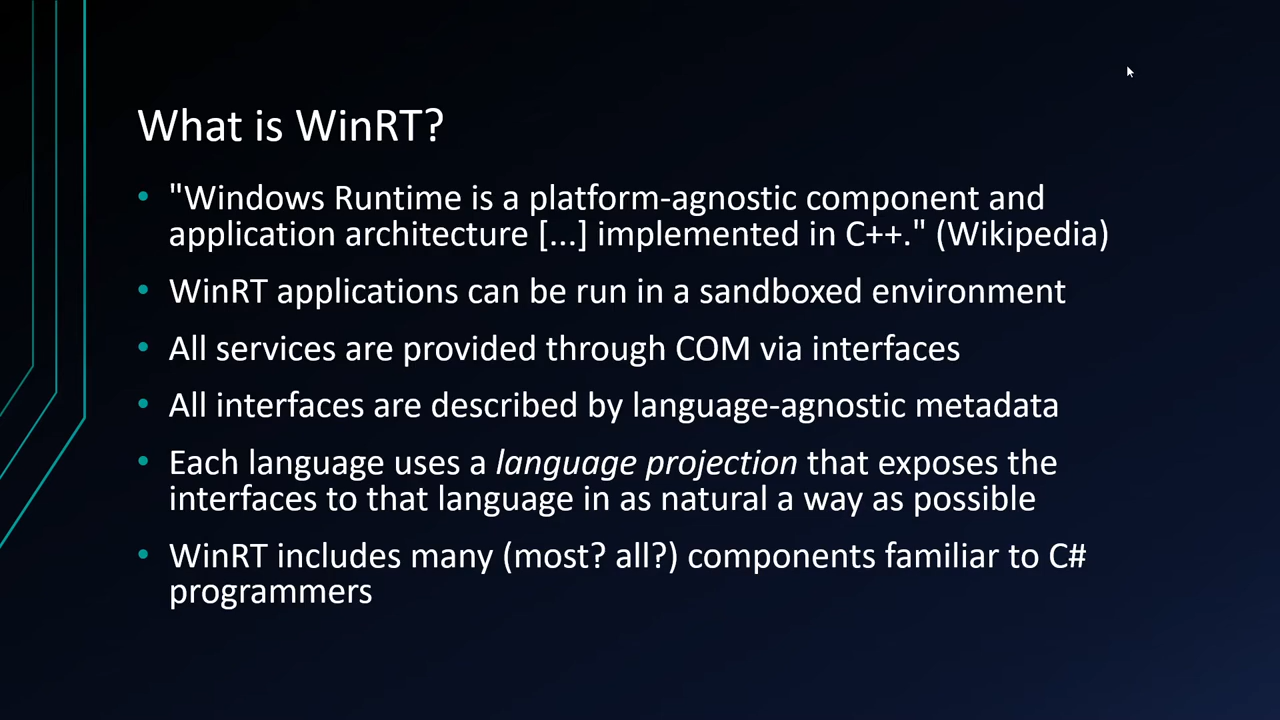 What is WinRT?
• "Windows Runtime is a platform-agnostic component and
application architecture [...] implemented in C++." (Wikipedia)
• WinRT applications can be run in a sandboxed environment
• All services are provided through COM via interfaces
• All interfaces are described by language-agnostic metadata
• Each language uses a language projection that exposes the
interfaces to that language in as natural a way as possible
• WinRT includes many (most? all?) components familiar to C#
programmers